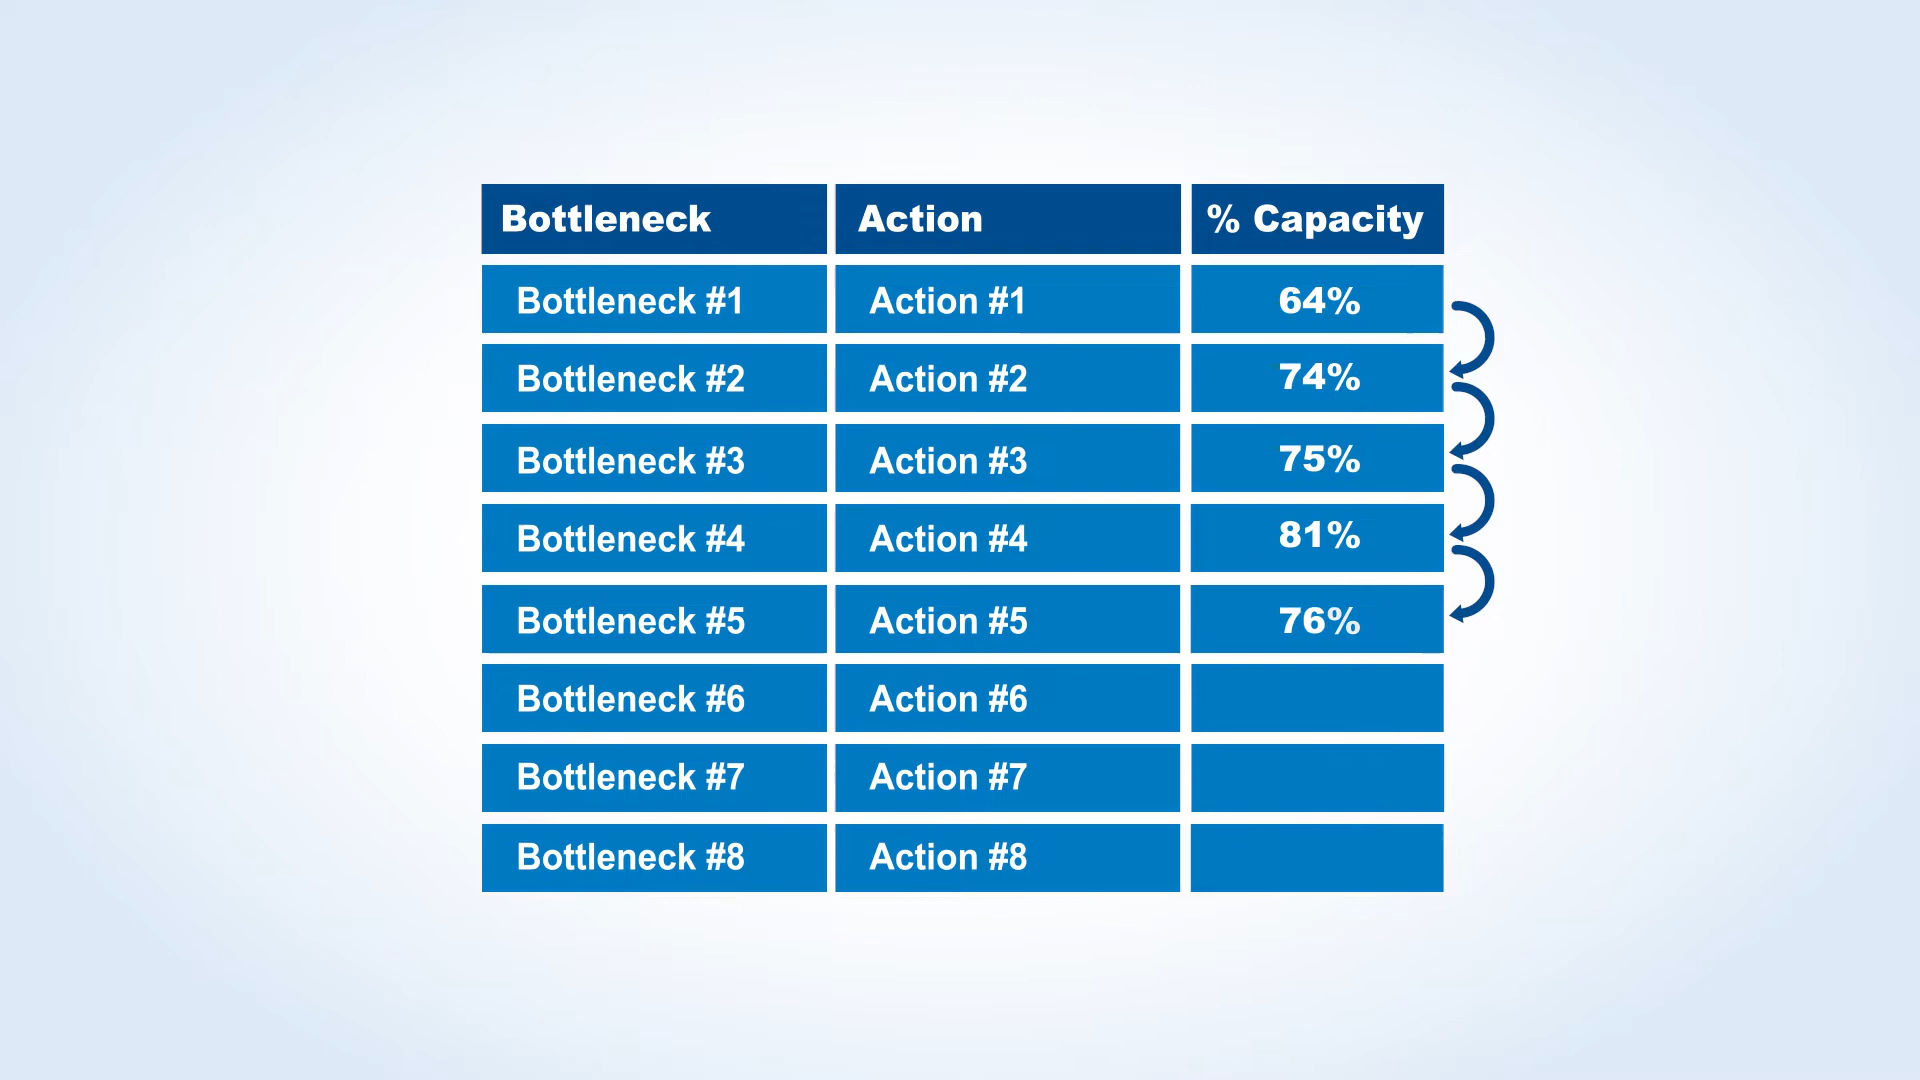 Bottleneck Action % Capacity
Bottleneck #1 Action #1 64%
Bottleneck #2 Action #2 74%
Bottleneck #3 Action #3 75%
Bottleneck #4 Action #4 81%
Bottleneck #5 Action #5 76%
Bottleneck #6 Action #6
Bottleneck #7 Action #7
Bottleneck #8 Action #8